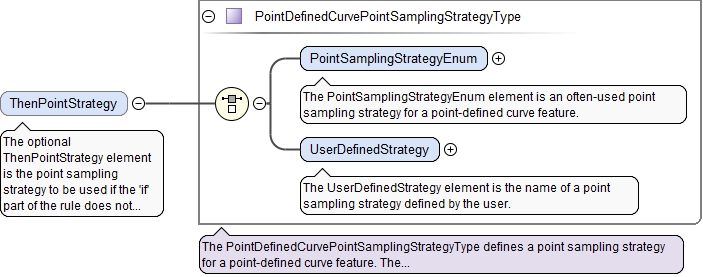 PointDefinedCurvePointSamplingStrategyType
PointSamplingStrategyEnum
The PointSamplingStrategyEnum element is an often-used point
sampling strategy for a point-defined curve feature.
ThenPointStrategy
The optional
ThenPointStrategy element
is the point sampling
strategy to be used if the 'if'
part of the rule does not...
UserDefinedStrategy
The UserDefinedStrategy element is the name of a point
sampling strategy defined by the user.
The PointDefinedCurvePointSamplingStrategyType defines a point sampling strategy
for a point-defined curve feature. The...